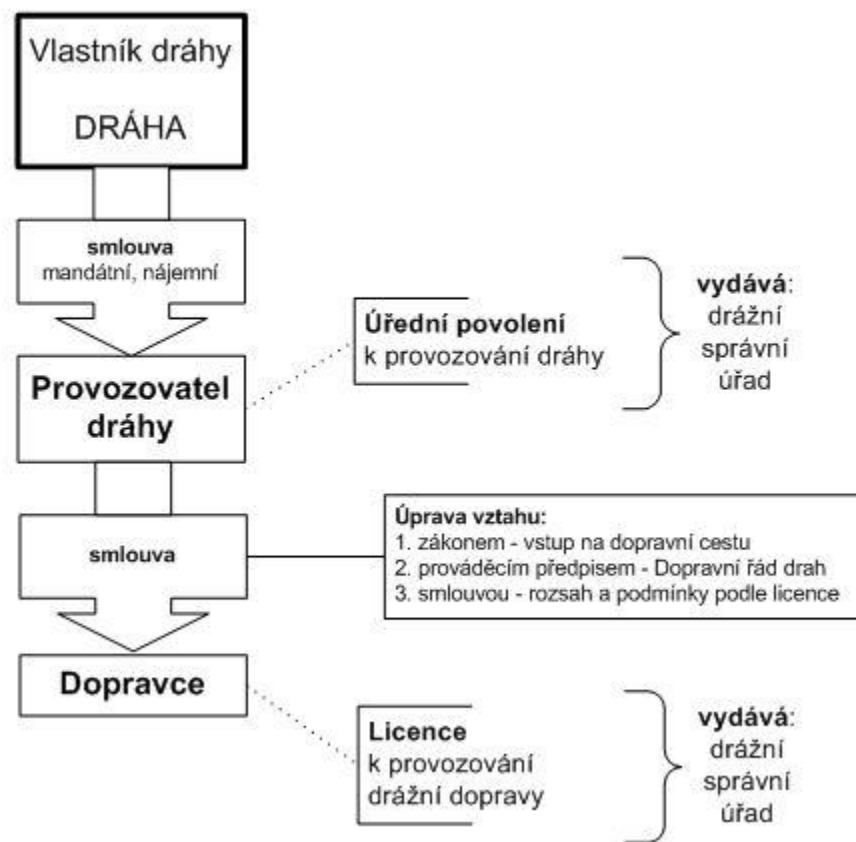 Vlastník dráhy
DRÁHA
smlouva
mandátní, nájemní
Úřední povolení
k provozování dráhy
vydává:
drážní
správní
úřad
Provozovatel
dráhy
smlouva
Úprava vztahu:
1. zákonem - vstup na dopravní cestu
2. prováděcím předpisem - Dopravní řád drah
3. smlouvou - rozsah a podmínky podle licence
Dopravce
Licence
k provozování
drážní dopravy
vydává:
drážní
správní
úřad